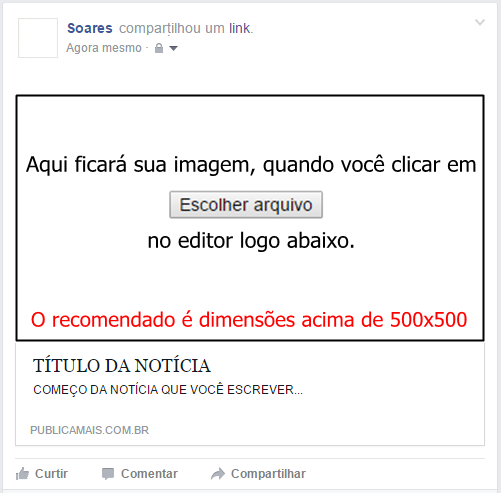 Soares compartilhou um link.
Agora mesmo ·
Aqui ficará sua imagem, quando você clicar em
Escolher arquivo
no editor logo abaixo.
O recomendado é dimensões acima de 500x500
TÍTULO DA NOTÍCIA
COMEÇO DA NOTÍCIA QUE VOCÊ ESCREVER...
PUBLICAMAIS.COM.BR
Curtir Comentar Compartilhar